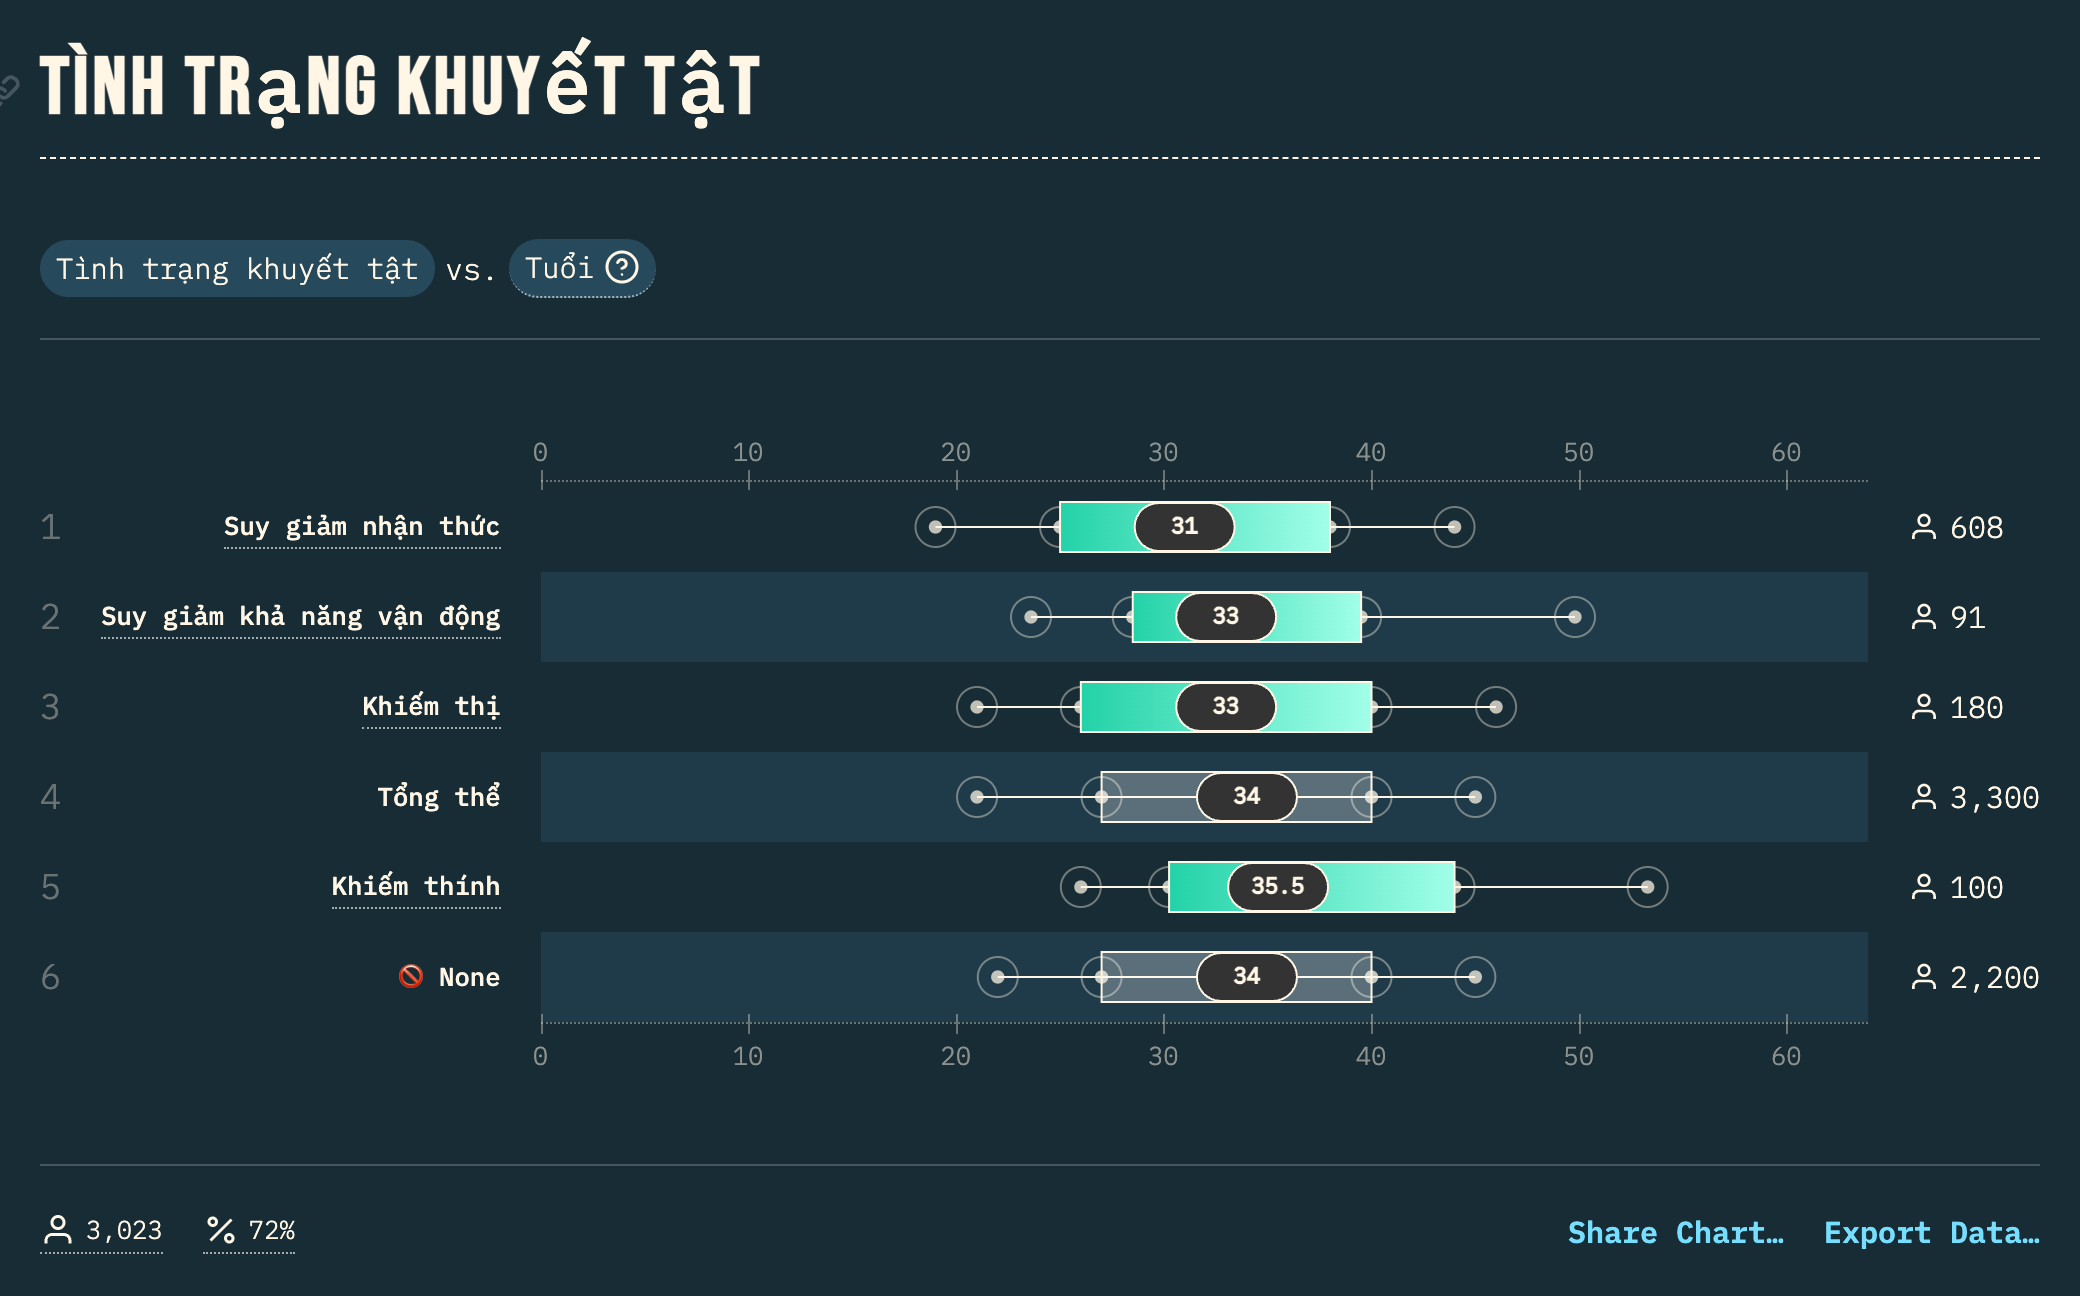 TÌNH TRạNG KHUYếT TậT
Tình trạng khuyết tật vs. Tuổi
0 10 20 30 40 50 60
1 Suy giảm nhận thức 31 608
2 Suy giảm khả năng vận động 33 91
3 Khiếm thị 33 180
4 Tổng thể 34 3,300
5 Khiếm thính 35.5 100
6 None 34 2,200
0 10 20 30 40 50 60
3,023 72% Share Chart… Export Data…